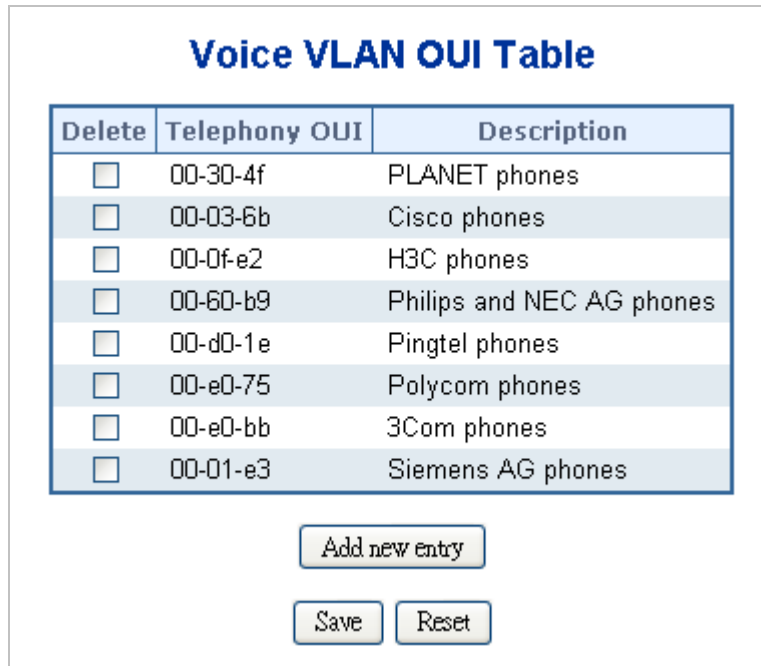 Voice VLAN OUI Table
Delete Telephony OUI Description
00-30-4f PLANET phones
00-03-6b Cisco phones
00-0f-e2 H3C phones
00-60-b9 Philips and NEC AG phones
00-d0-1e Pingtel phones
00-e0-75 Polycom phones
00-e0-bb 3Com phones
00-01-e3 Siemens AG phones
Add new entry
Save Reset